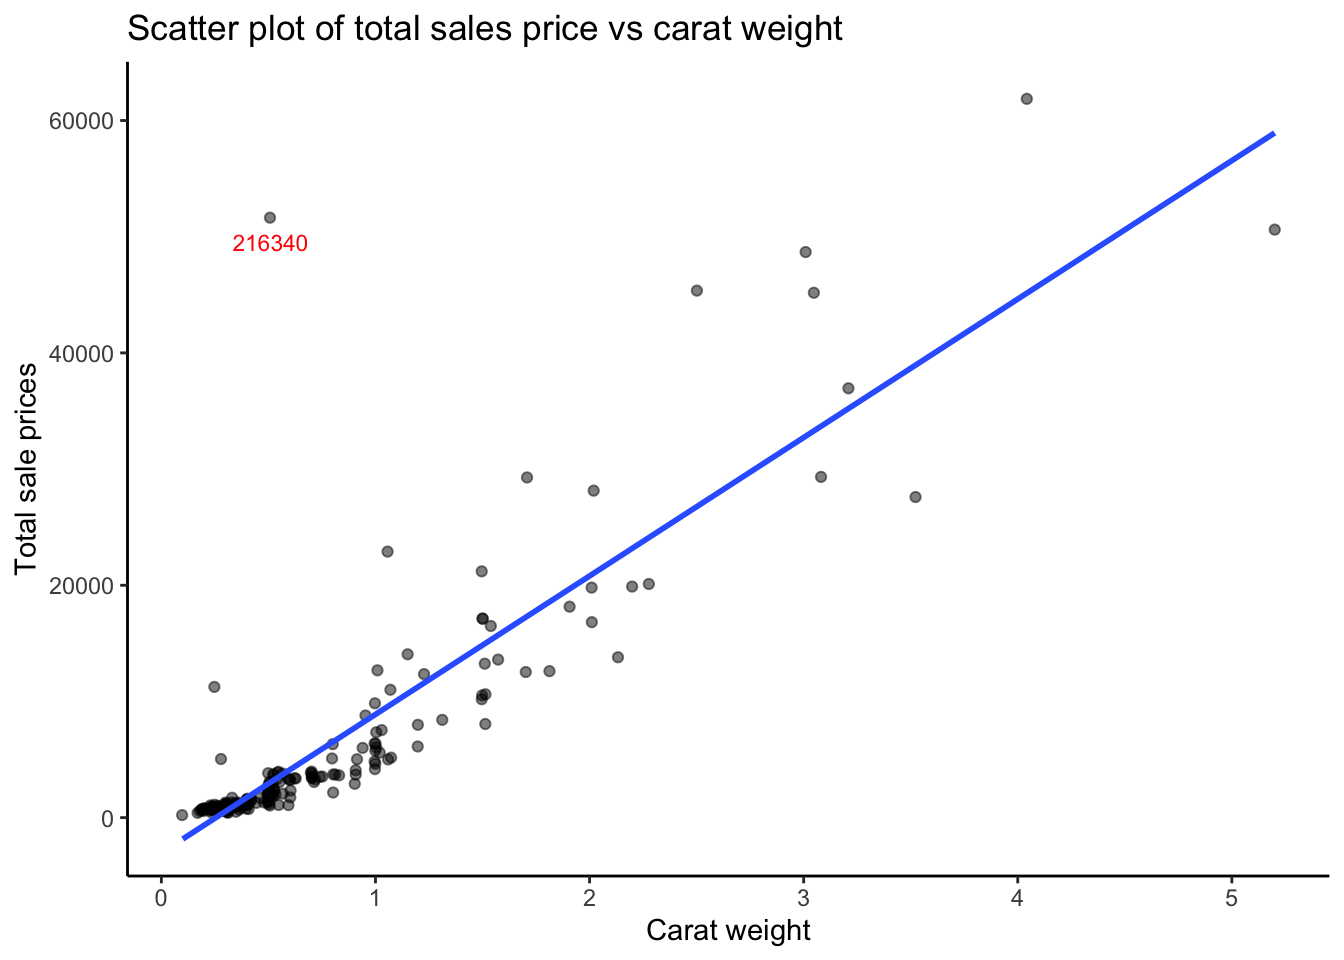 Scatter plot of total sales price vs carat weight
60000
216340
40000
Total sale prices
20000
0
0 1 2 3 4 5
Carat weight